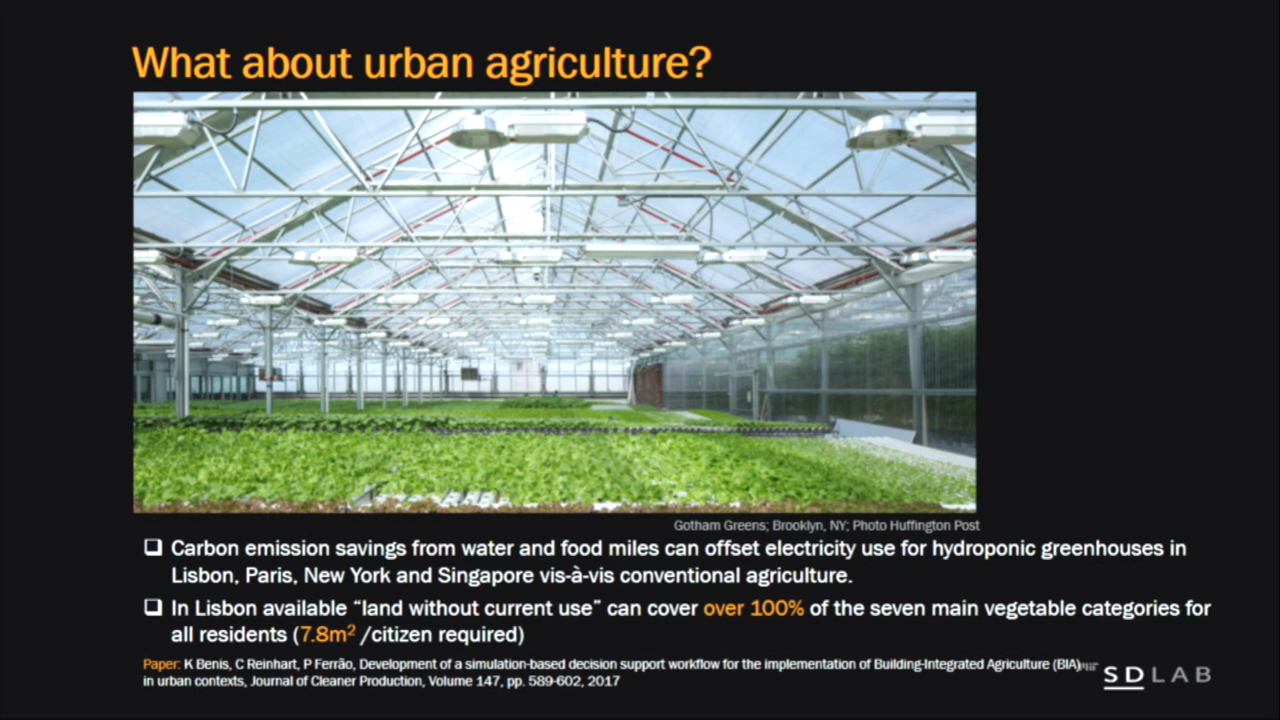 What about urban agriculture?
Gotham Greens; Brooklyn, NY; Photo Huffington Post
❑ Carbon emission savings from water and food miles can offset electricity use for hydroponic greenhouses in
Lisbon, Paris, New York and Singapore vis-à-vis conventional agriculture.
❑ In Lisbon available “land without current use” can cover over 100% of the seven main vegetable categories for
all residents (7.8m² /citizen required)
Paper: K Benis, C Reinhart, P Ferrão, Development of a simulation-based decision support workflow for the implementation of Building-Integrated Agriculture (BIA)
in urban contexts, Journal of Cleaner Production, Volume 147, pp. 589-602, 2017
SDLAB